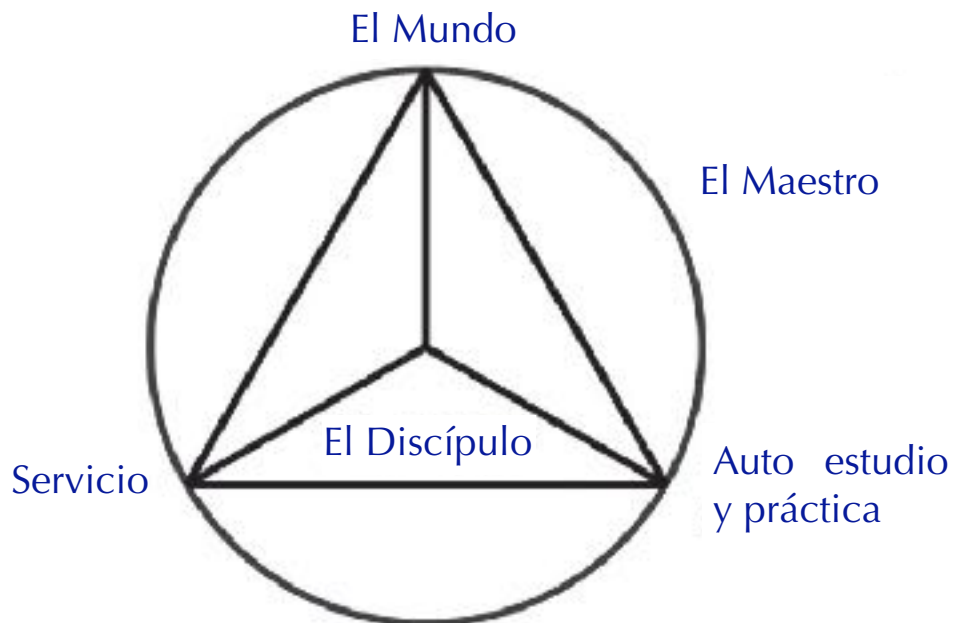 El Mundo
El Maestro
El Discípulo
Servicio
Auto estudio
y práctica